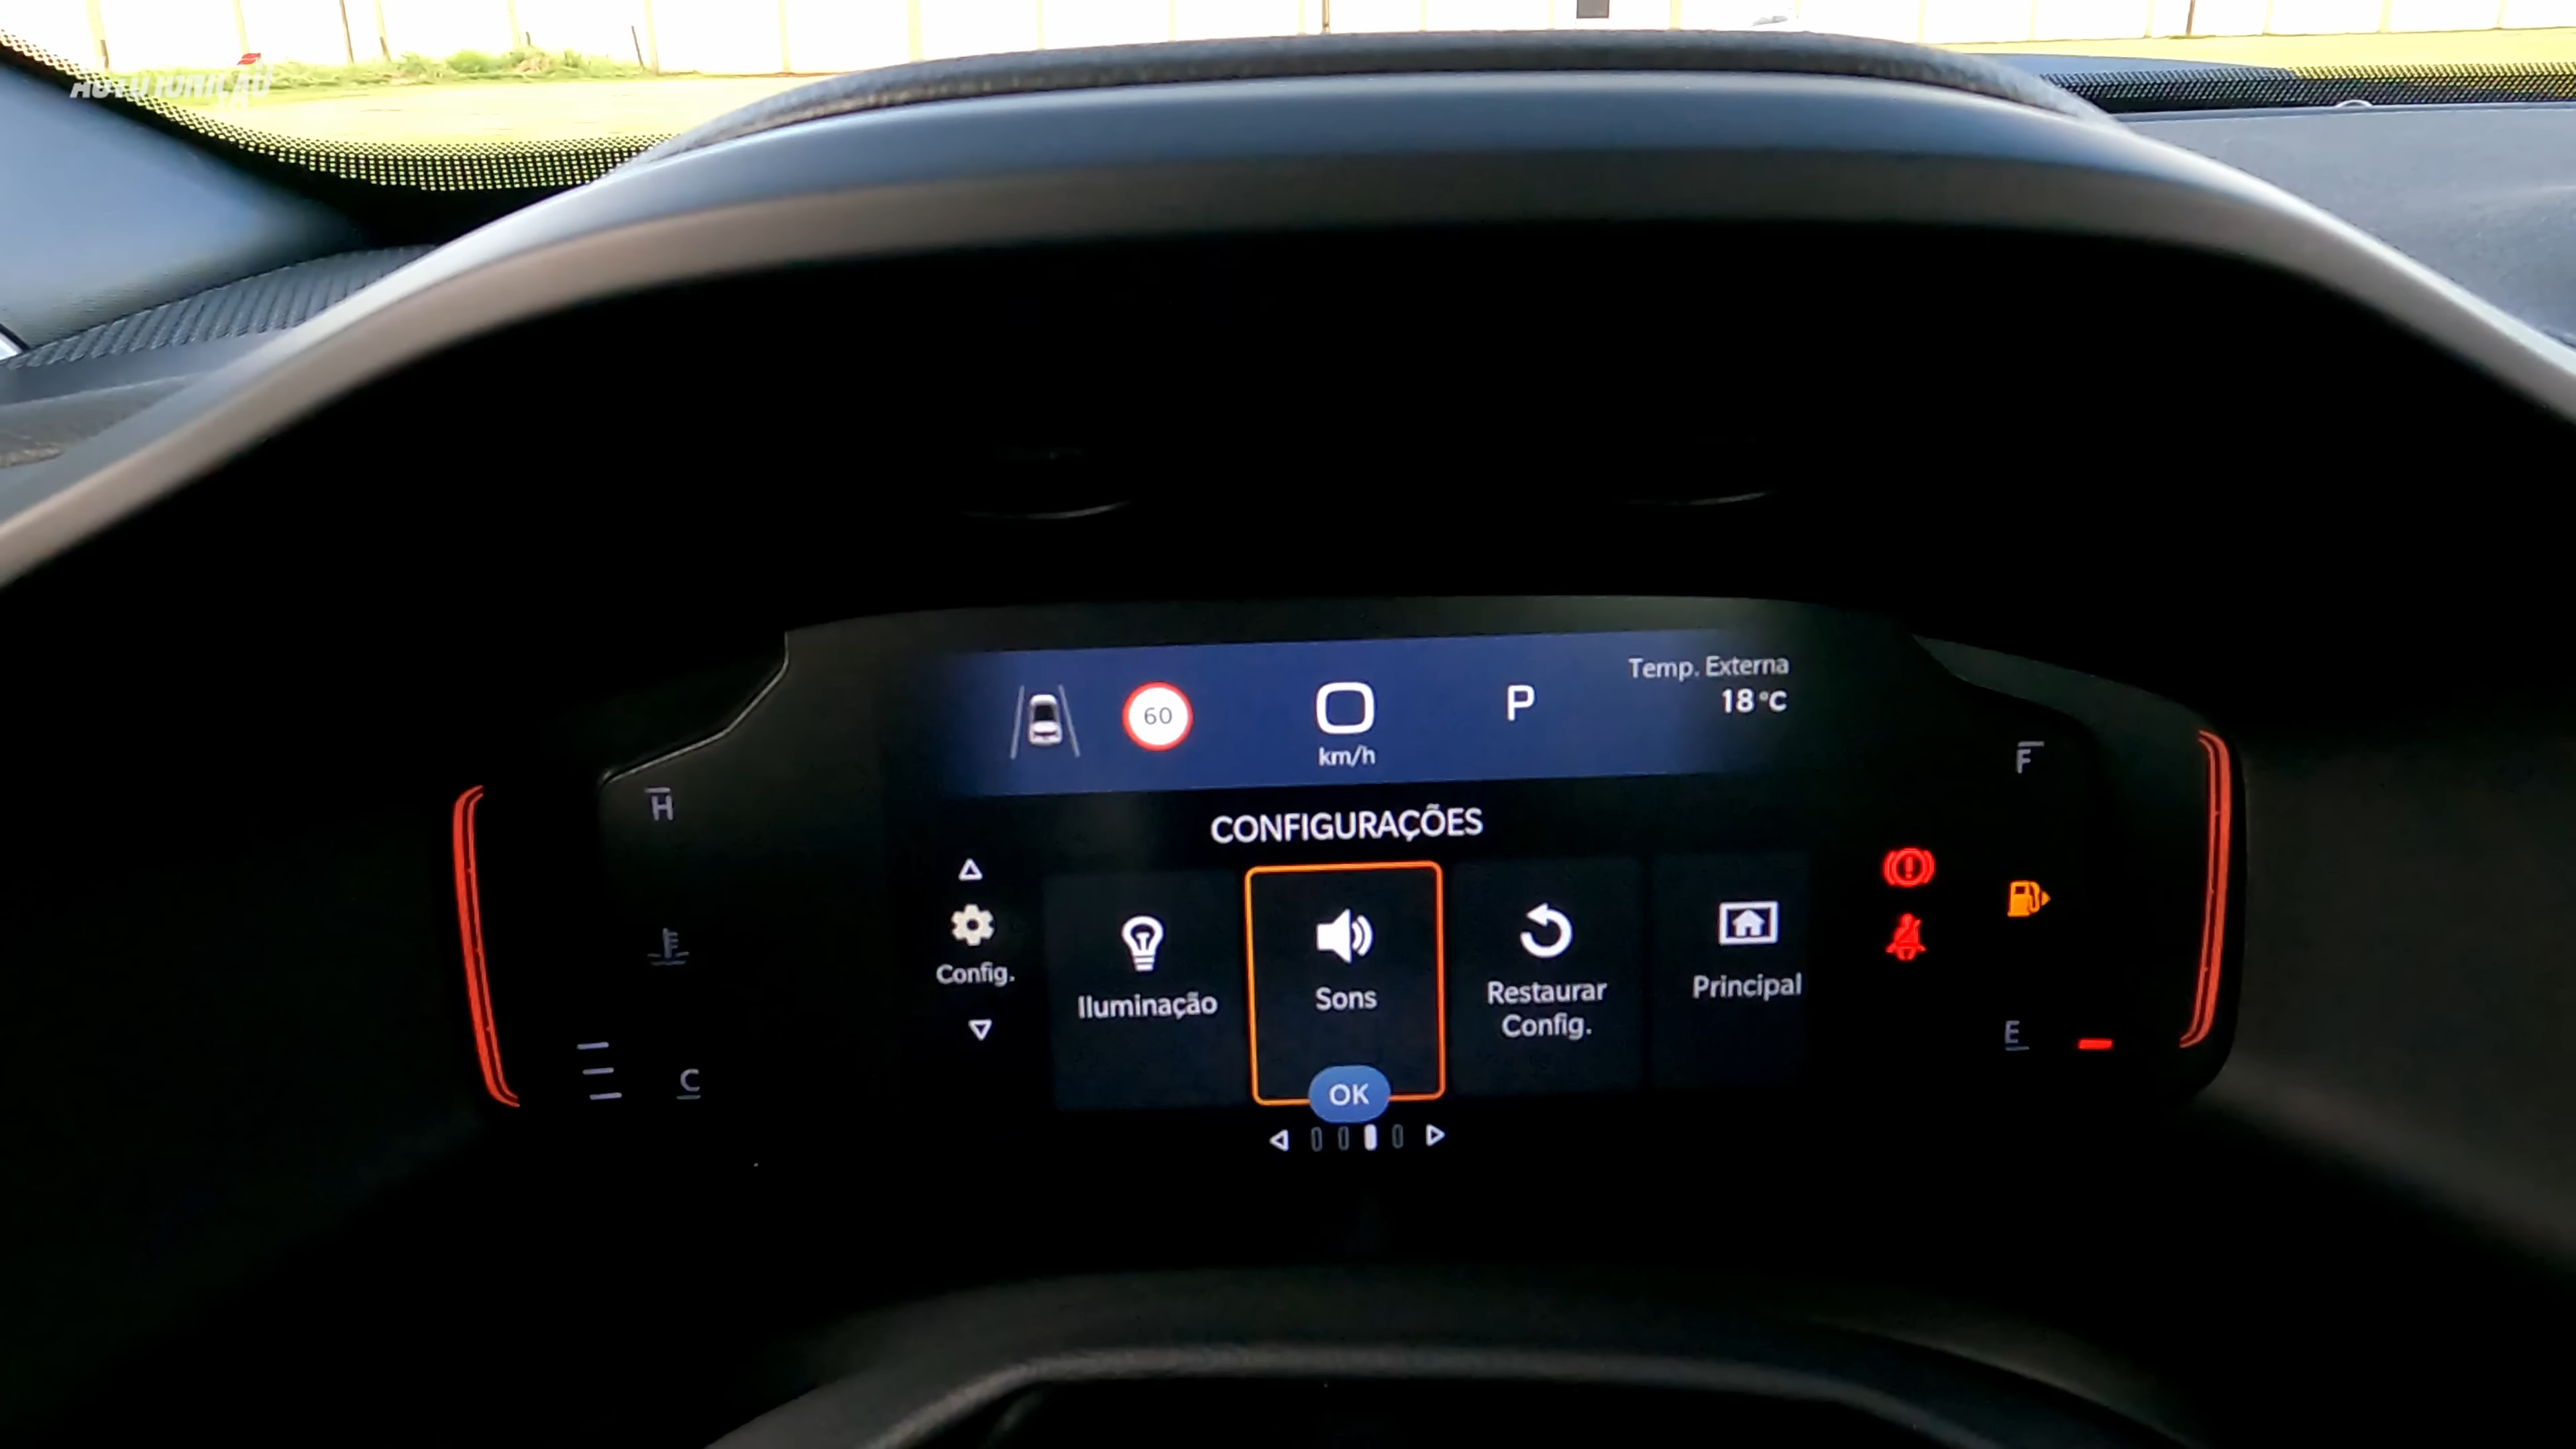 60
0
km/h
P
Temp. Externa
18 °C
H
F
CONFIGURAÇÕES
Config.
Iluminação
Sons
Restaurar
Config.
Principal
OK
C
E